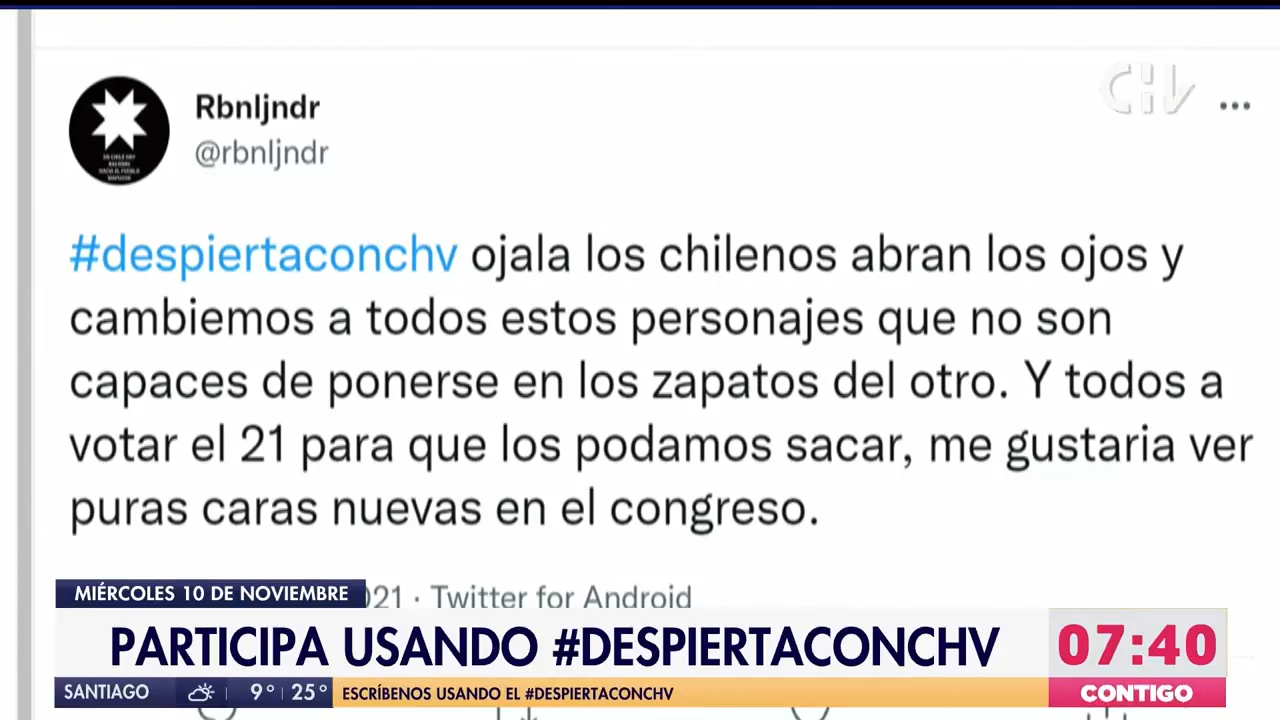 CHV
Rbnljndr
@rbnljndr
#despiertaconchv ojala los chilenos abran los ojos y
cambiemos a todos estos personajes que no son
capaces de ponerse en los zapatos del otro. Y todos a
votar el 21 para que los podamos sacar, me gustaria ver
puras caras nuevas en el congreso.
MIÉRCOLES 10 DE NOVIEMBRE
021 · Twitter for Android
PARTICIPA USANDO #DESPIERTACONCHV
07:40
SANTIAGO 9° 25° ESCRÍBENOS USANDO EL #DESPIERTACONCHV
CONTIGO